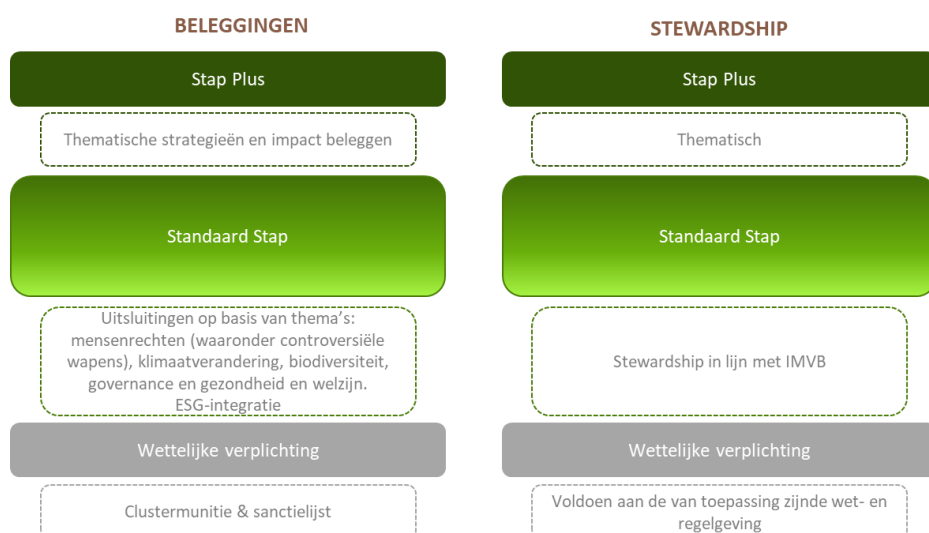 BELEGGINGEN
Stap Plus
Thematische strategieën en impact beleggen
Standaard Stap
Uitsluitingen op basis van thema's:
mensenrechten (waaronder controversiële
wapens), klimaatverandering, biodiversiteit,
governance en gezondheid en welzijn.
ESG-integratie
Wettelijke verplichting
Clustermunitie & sanctielijst
STEWARDSHIP
Stap Plus
Thematisch
Standaard Stap
Stewardship in lijn met IMVB
Wettelijke verplichting
Voldoen aan de van toepassing zijnde wet- en
regelgeving